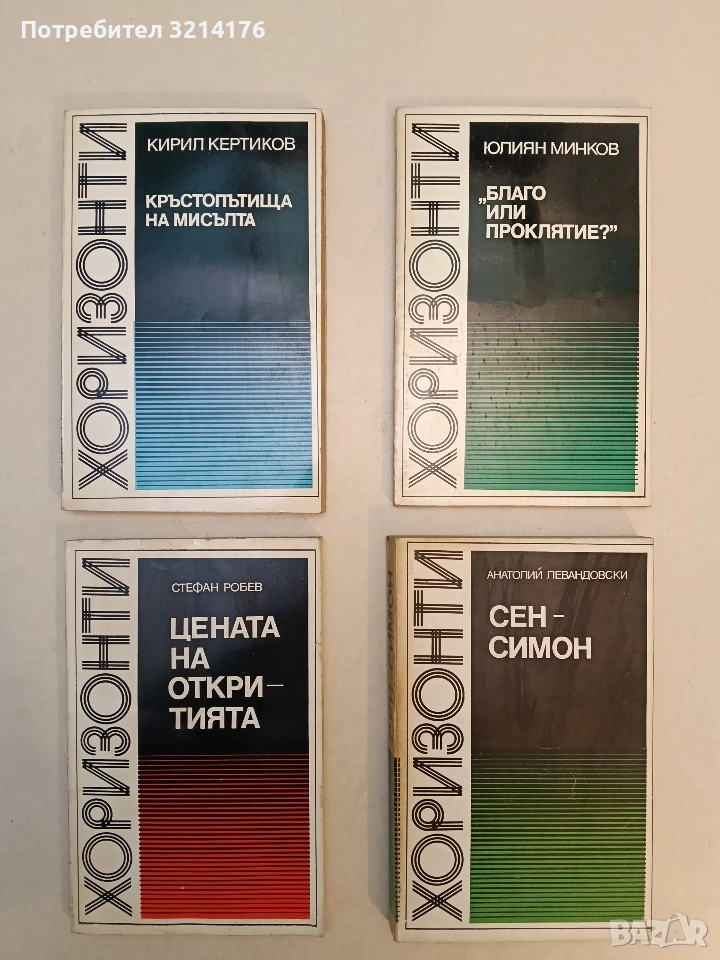 Потребител 3214176
ХОРИЗОНТИ
КИРИЛ КЕРТИКОВ
КРЪСТОПЪТИЩА
НА МИСЪЛТА
ХОРИЗОНТИ
ЮЛИЯН МИНКОВ
„БЛАГО
ИЛИ
ПРОКЛЯТИЕ?”
ХОРИЗОНТИ
СТЕФАН РОБЕВ
ЦЕНАТА
НА
ОТКРИ–
ТИЯТА
ХОРИЗОНТИ
АНАТОЛИЙ ЛЕВАНДОВСКИ
СЕН–
СИМОН
BAZAR